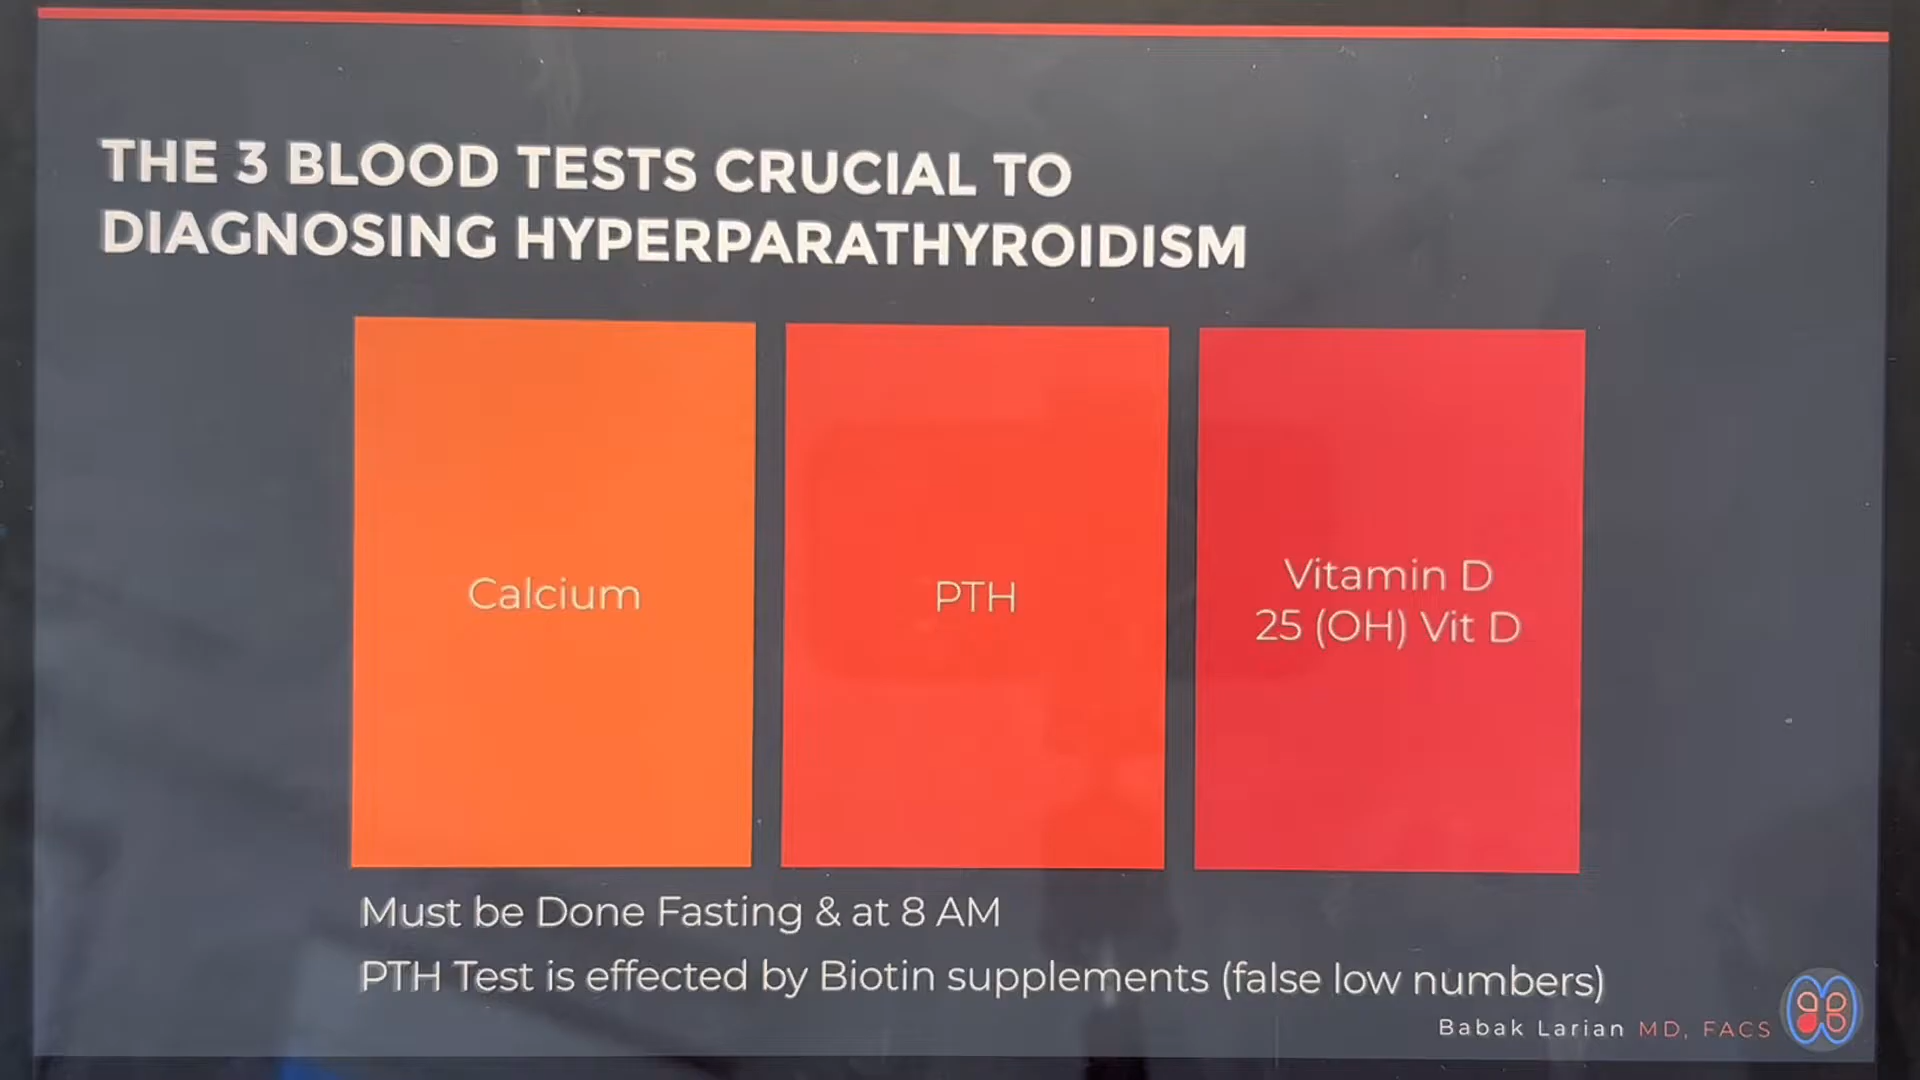 THE 3 BLOOD TESTS CRUCIAL TO
DIAGNOSING HYPERPARATHYROIDISM
Calcium
PTH
Vitamin D
25 (OH) Vit D
Must be Done Fasting & at 8 AM
PTH Test is effected by Biotin supplements (false low numbers)
Babak Larian MD, FACS